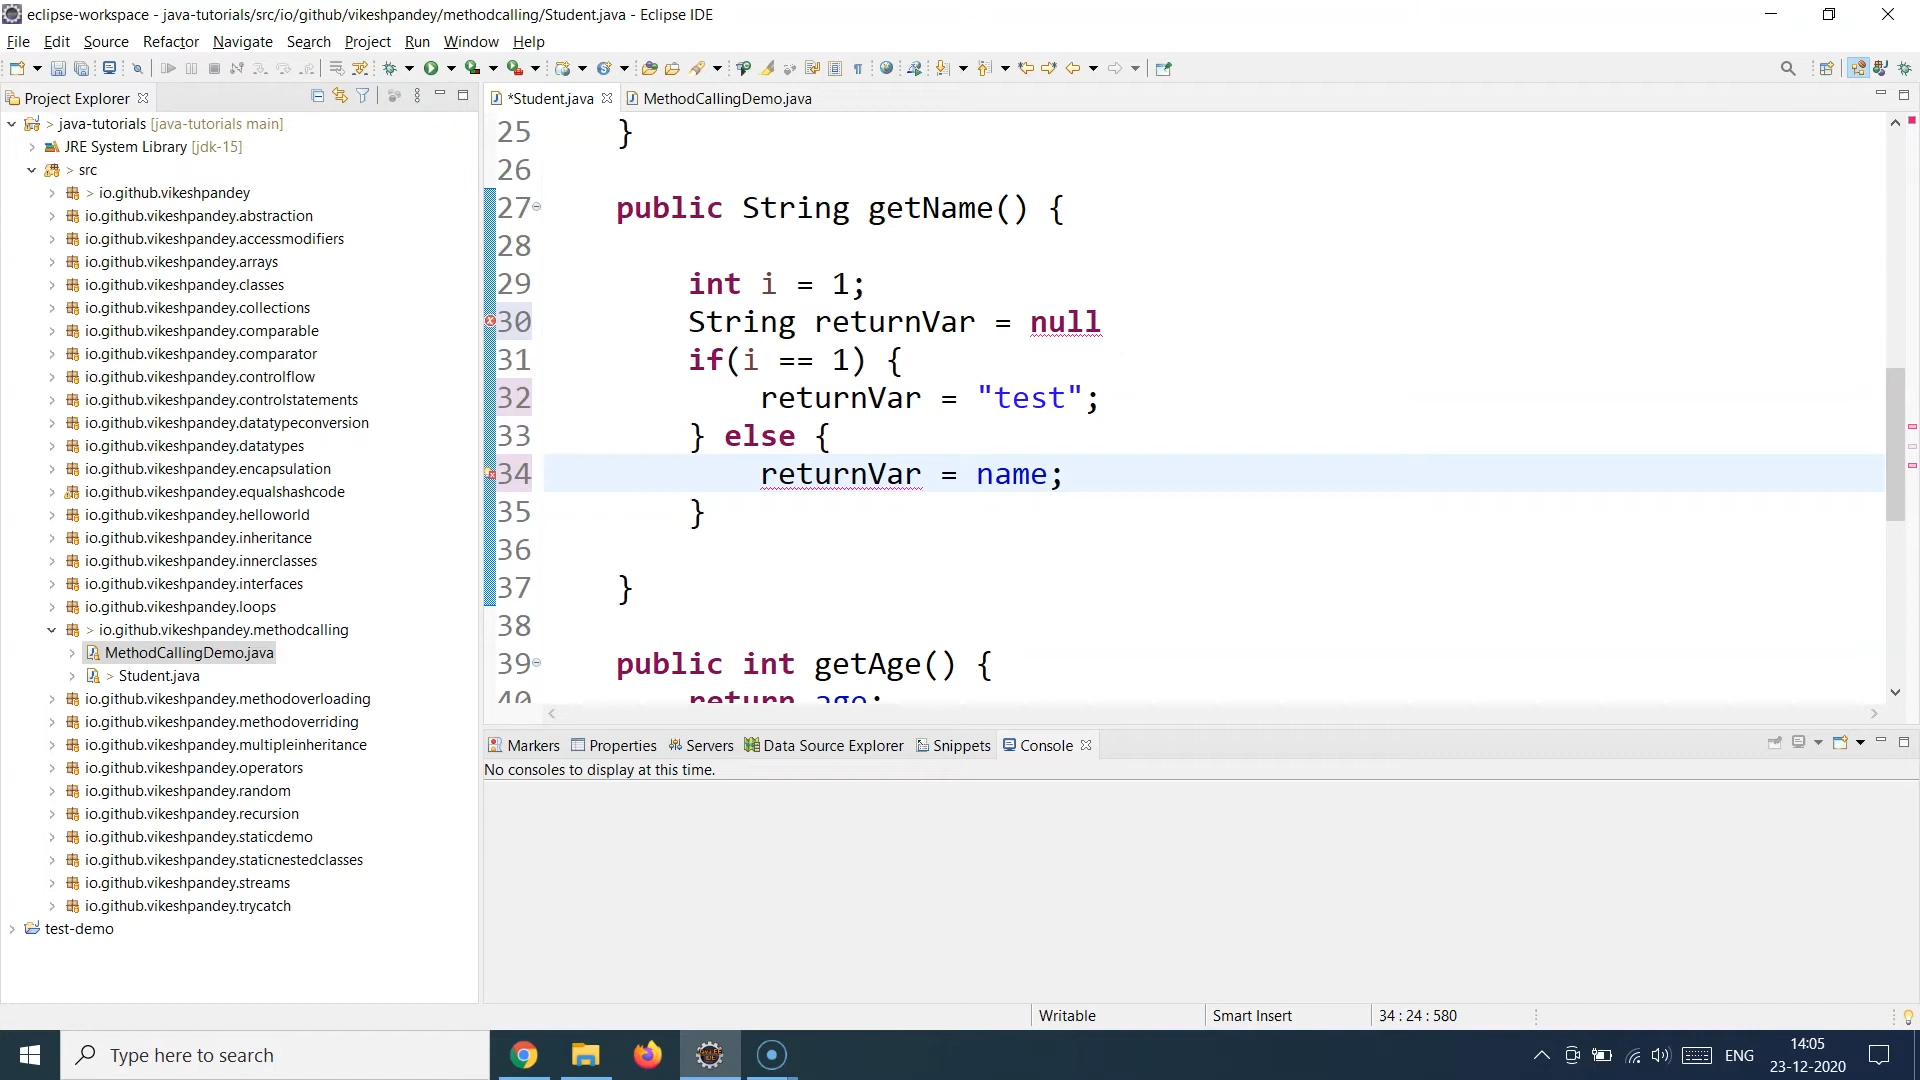 eclipse-workspace - java-tutorials/src/io/github/vikeshpandey/methodcalling/Student.java - Eclipse IDE
File Edit Source Refactor Navigate Search Project Run Window Help
Project Explorer
*Student.java MethodCallingDemo.java
> java-tutorials [java-tutorials main]
JRE System Library [jdk-15]
> src
> io.github.vikeshpandey
io.github.vikeshpandey.abstraction
io.github.vikeshpandey.accessmodifiers
io.github.vikeshpandey.arrays
io.github.vikeshpandey.classes
io.github.vikeshpandey.collections
io.github.vikeshpandey.comparable
io.github.vikeshpandey.comparator
io.github.vikeshpandey.controlflow
io.github.vikeshpandey.controlstatements
io.github.vikeshpandey.datatypeconversion
io.github.vikeshpandey.datatypes
io.github.vikeshpandey.encapsulation
io.github.vikeshpandey.equalshashcode
io.github.vikeshpandey.helloworld
io.github.vikeshpandey.inheritance
io.github.vikeshpandey.innerclasses
io.github.vikeshpandey.interfaces
io.github.vikeshpandey.loops
> io.github.vikeshpandey.methodcalling
MethodCallingDemo.java
> Student.java
io.github.vikeshpandey.methodoverloading
io.github.vikeshpandey.methodoverriding
io.github.vikeshpandey.multipleinheritance
io.github.vikeshpandey.operators
io.github.vikeshpandey.random
io.github.vikeshpandey.recursion
io.github.vikeshpandey.staticdemo
io.github.vikeshpandey.staticnestedclasses
io.github.vikeshpandey.streams
io.github.vikeshpandey.trycatch
test-demo
25 }
26
27 public String getName() {
28
29 int i = 1;
30 String returnVar = null
31 if(i == 1) {
32 returnVar = "test";
33 } else {
34 returnVar = name;
35 }
36
37 }
38
39 public int getAge() {
40 return age;
Markers Properties Servers Data Source Explorer Snippets Console
No consoles to display at this time.
Writable Smart Insert 34 : 24 : 580
Type here to search
ENG
14:05
23-12-2020